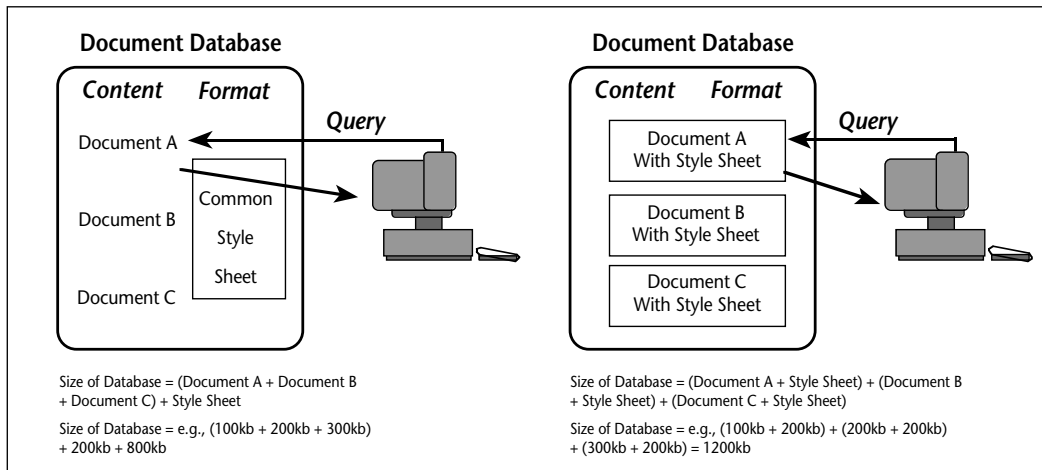 Document Database
Content Format
Query
Document A
Common
Style
Sheet
Document B
Document C
Size of Database = (Document A + Document B
+ Document C) + Style Sheet
Size of Database = e.g., (100kb + 200kb + 300kb)
+ 200kb + 800kb
Document Database
Content Format
Query
Document A
With Style Sheet
Document B
With Style Sheet
Document C
With Style Sheet
Size of Database = (Document A + Style Sheet) + (Document B
+ Style Sheet) + (Document C + Style Sheet)
Size of Database = e.g., (100kb + 200kb) + (200kb + 200kb)
+ (300kb + 200kb) = 1200kb